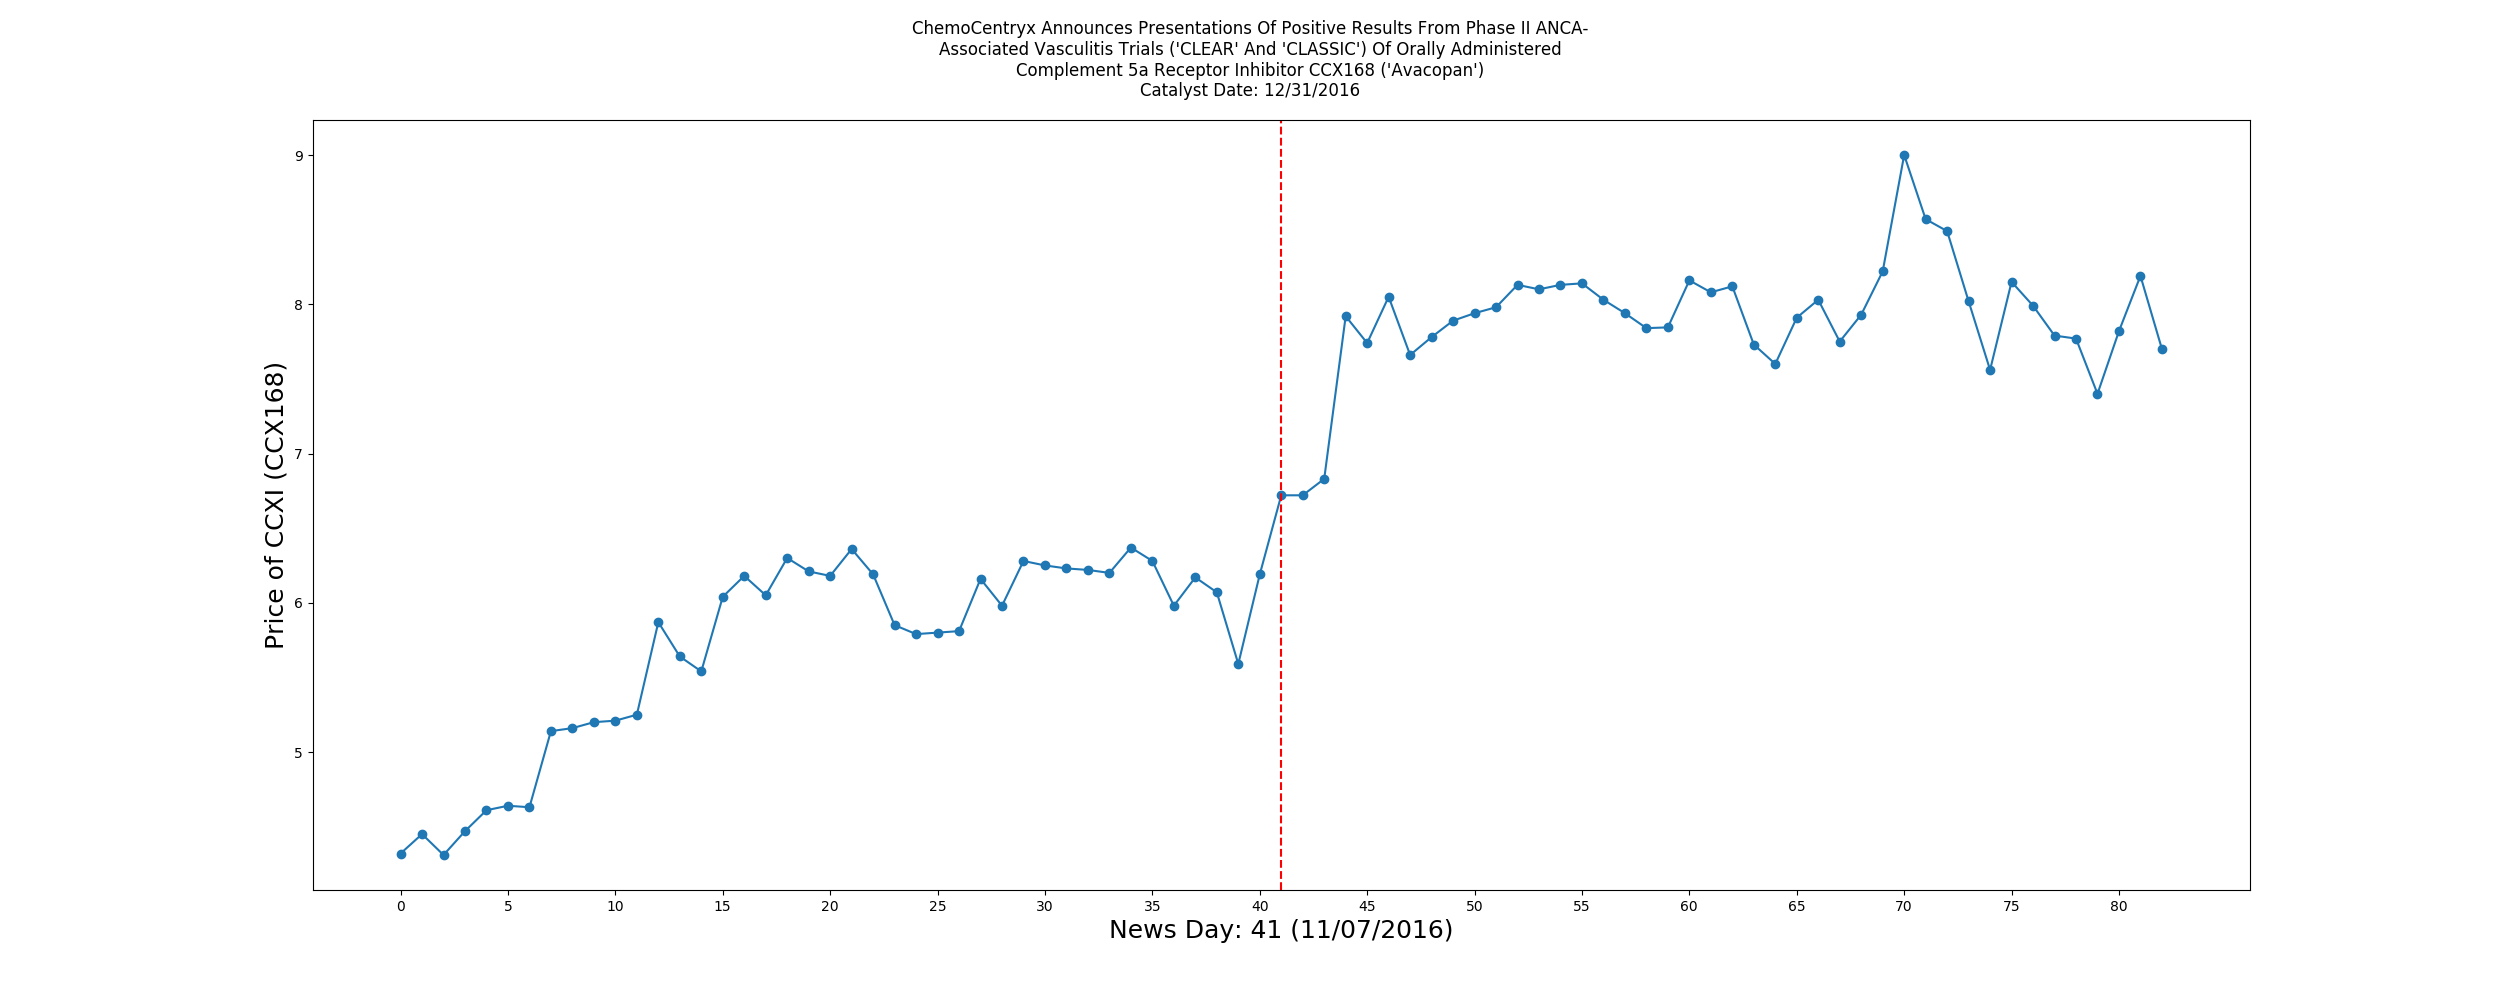 ChemoCentryx Announces Presentations Of Positive Results From Phase II ANCA-
Associated Vasculitis Trials ('CLEAR' And 'CLASSIC') Of Orally Administered
Complement 5a Receptor Inhibitor CCX168 ('Avacopan')
Catalyst Date: 12/31/2016
9
8
7
6
5
Price of CCXI (CCX168)
0 5 10 15 20 25 30 35 40 45 50 55 60 65 70 75 80
News Day: 41 (11/07/2016)